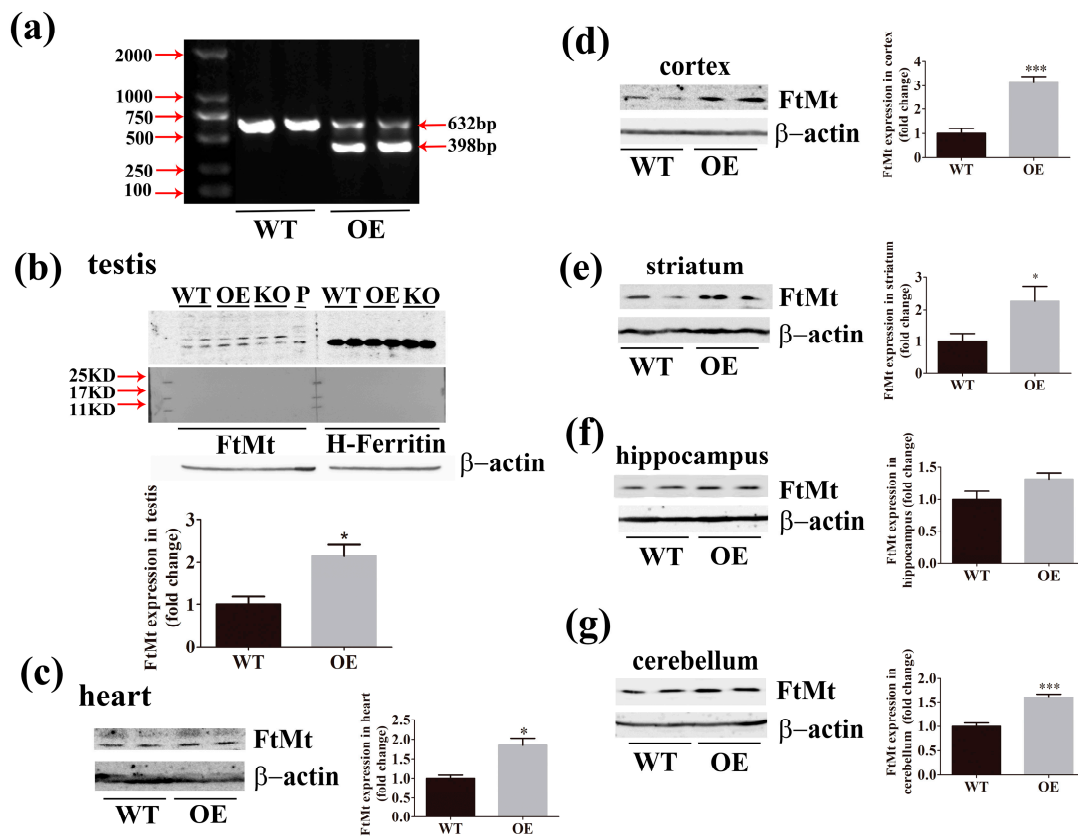 (a)
2000
1000
750
500
250
100
632bp
398bp
WT OE
(b) testis
WT OE KO P WT OE KO
25KD
17KD
11KD
FtMt H-Ferritin
β-actin
FtMt expression in testis
(fold change)
3
2
1
0
WT OE
*
(c) heart
FtMt
β-actin
WT OE
FtMt expression in heart
(fold change)
2.5
2.0
1.5
1.0
0.5
0.0
WT OE
*
(d)
cortex
FtMt
β-actin
WT OE
FtMt expression in cortex
(fold change)
4
3
2
1
0
WT OE
***
(e)
striatum
FtMt
β-actin
WT OE
FtMt expression in striatum
(fold change)
3
2
1
0
WT OE
*
(f)
hippocampus
FtMt
β-actin
WT OE
FtMt expression in
hippocampus (fold change)
1.5
1.0
0.5
0.0
WT OE
(g)
cerebellum
FtMt
β-actin
WT OE
FtMt expression in
cerebellum (fold change)
2.0
1.5
1.0
0.5
0.0
WT OE
***